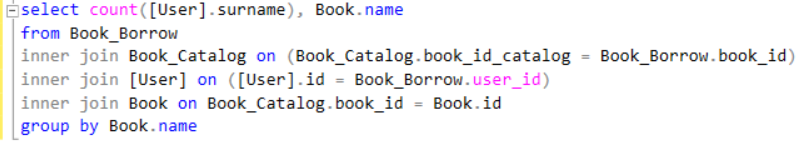 select count([User].surname), Book.name
from Book_Borrow
inner join Book_Catalog on (Book_Catalog.book_id_catalog = Book_Borrow.book_id)
inner join [User] on ([User].id = Book_Borrow.user_id)
inner join Book on Book_Catalog.book_id = Book.id
group by Book.name